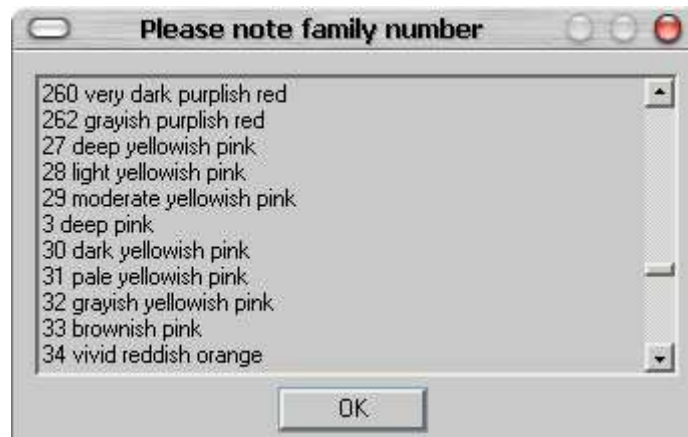 Please note family number
260 very dark purplish red
262 grayish purplish red
27 deep yellowish pink
28 light yellowish pink
29 moderate yellowish pink
3 deep pink
30 dark yellowish pink
31 pale yellowish pink
32 grayish yellowish pink
33 brownish pink
34 vivid reddish orange
OK